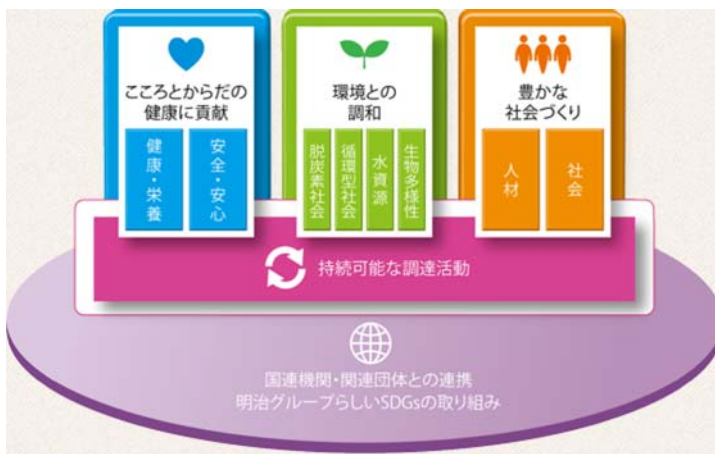 こころとからだの
健康に貢献
健康・栄養
安全・安心
環境との
調和
脱炭素社会
循環型社会
水資源
生物多様性
豊かな
社会づくり
人材
社会
持続可能な調達活動
国連機関・関連団体との連携
明治グループらしいSDGsの取り組み